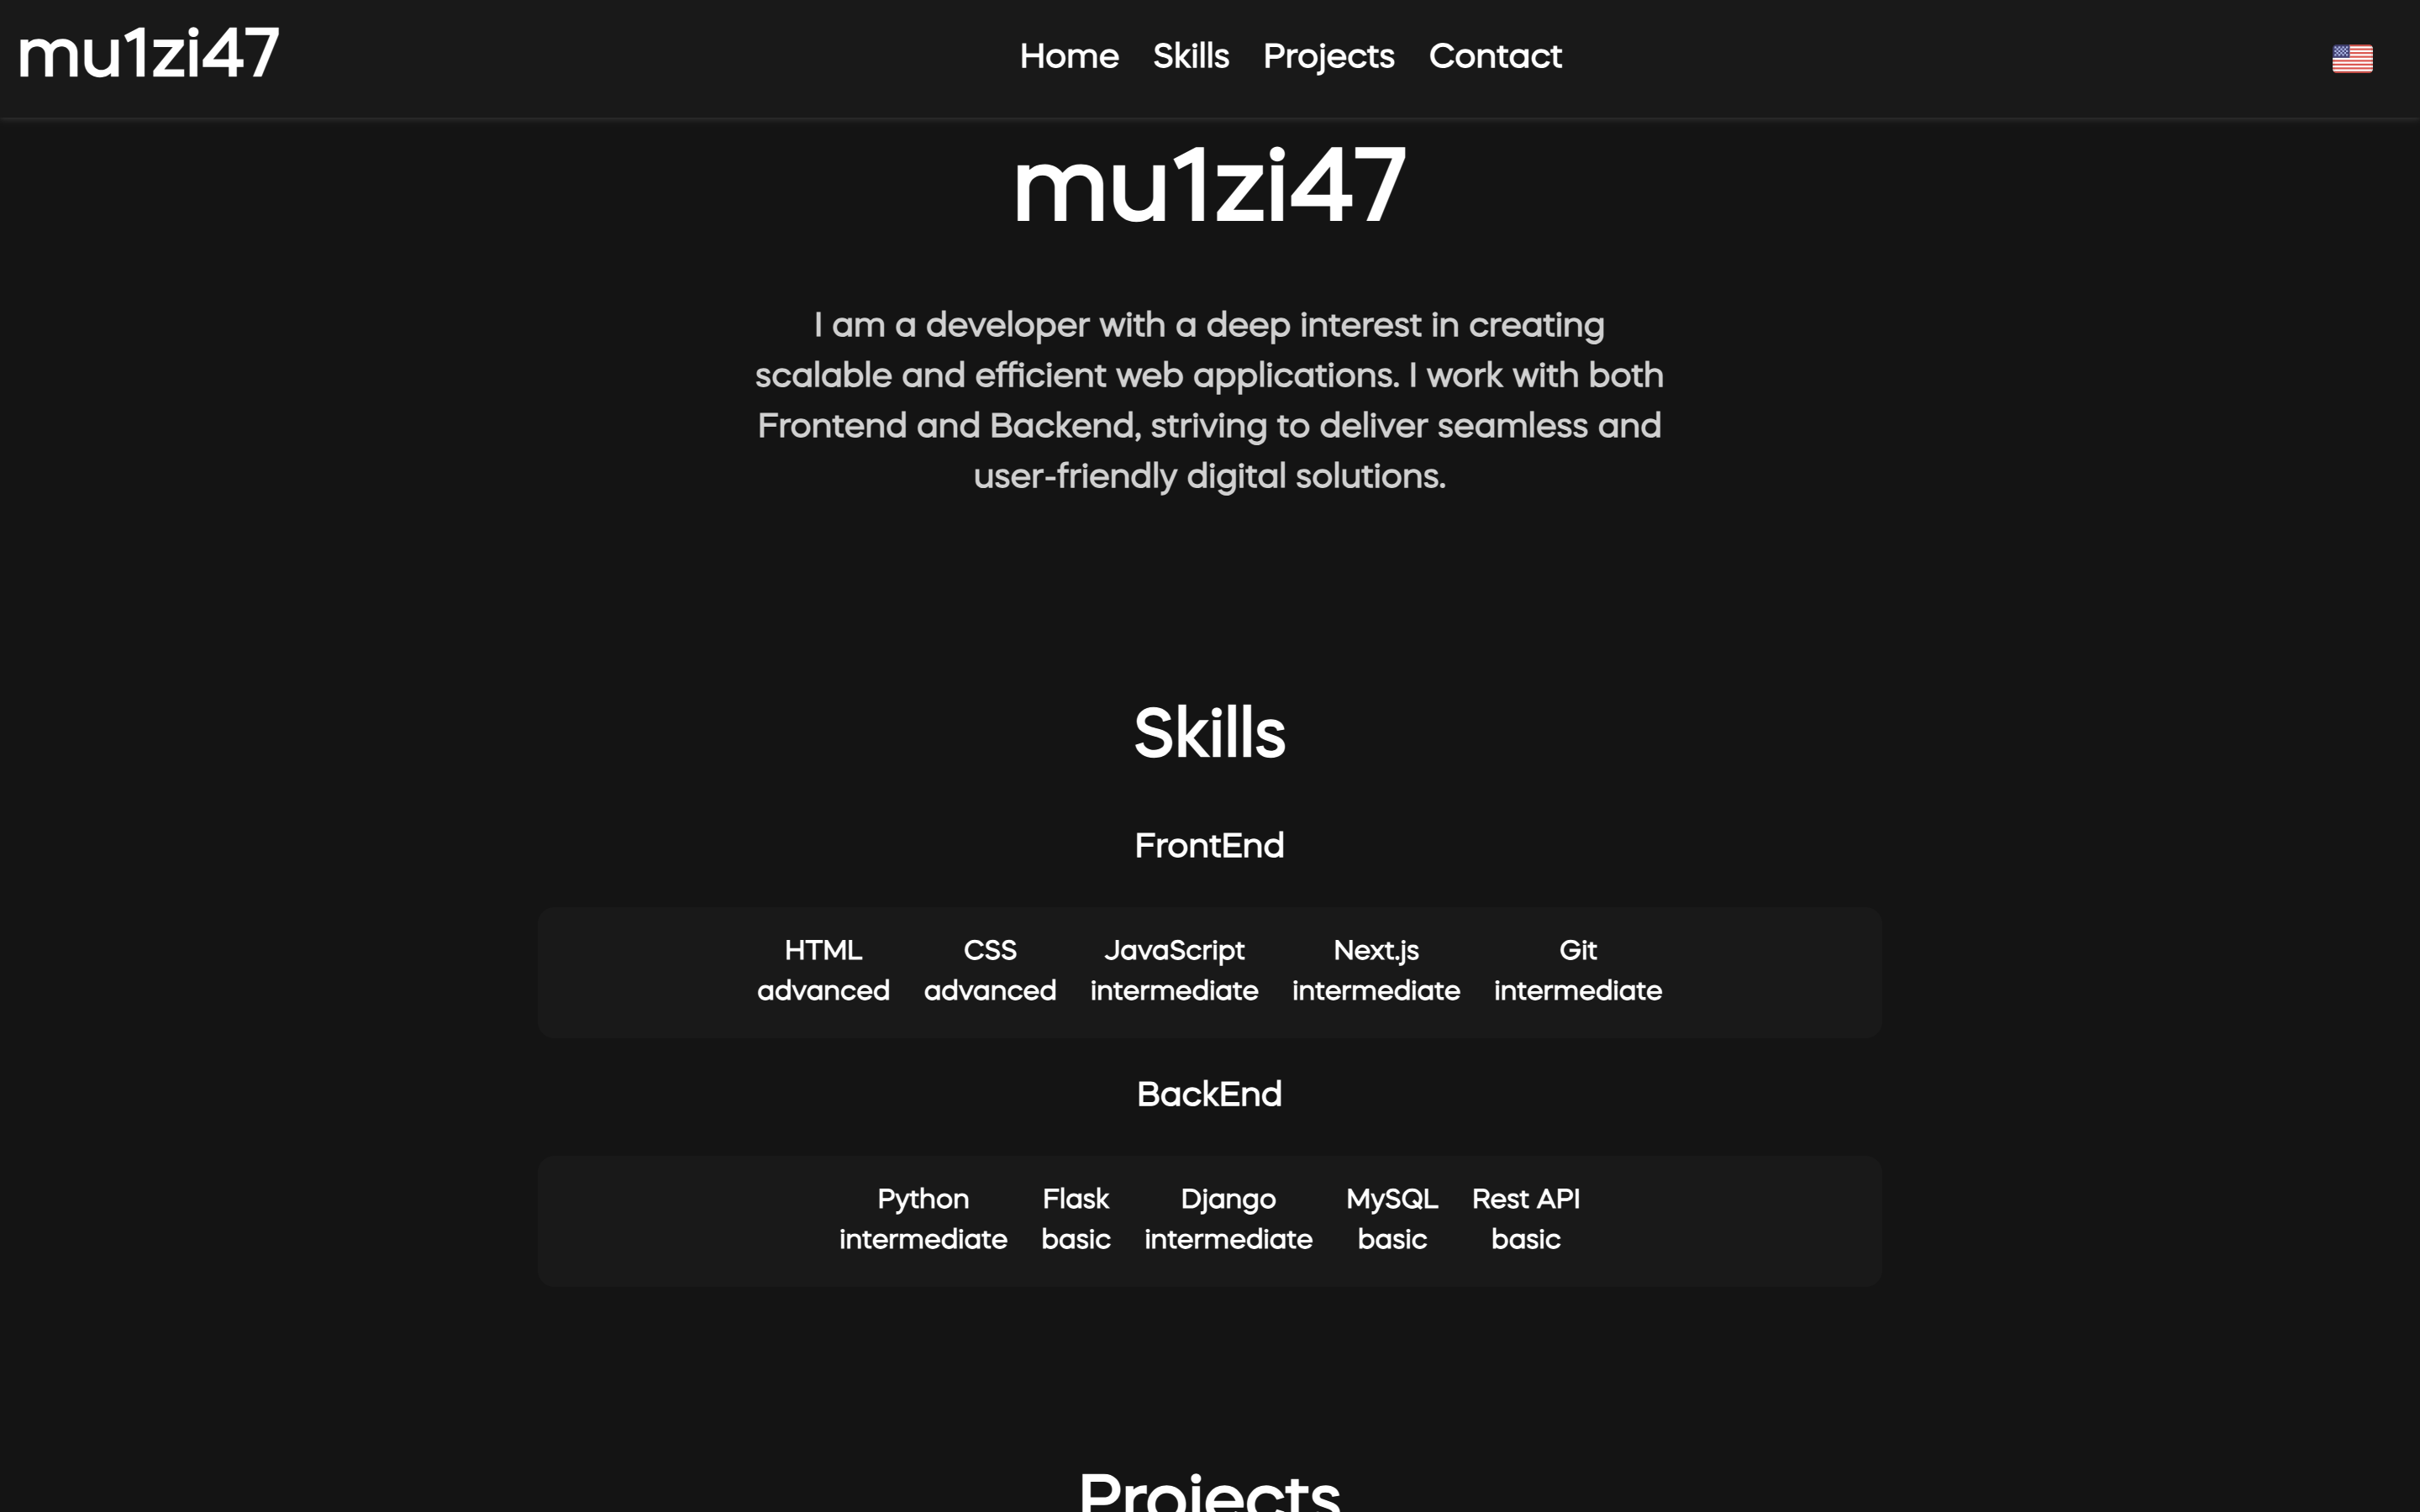 mu1zi47
Home Skills Projects Contact
mu1zi47
I am a developer with a deep interest in creating
scalable and efficient web applications. I work with both
Frontend and Backend, striving to deliver seamless and
user-friendly digital solutions.
Skills
FrontEnd
HTML CSS JavaScript Next.js Git
advanced advanced intermediate intermediate intermediate
BackEnd
Python Flask Django MySQL Rest API
intermediate basic intermediate basic basic
Projects